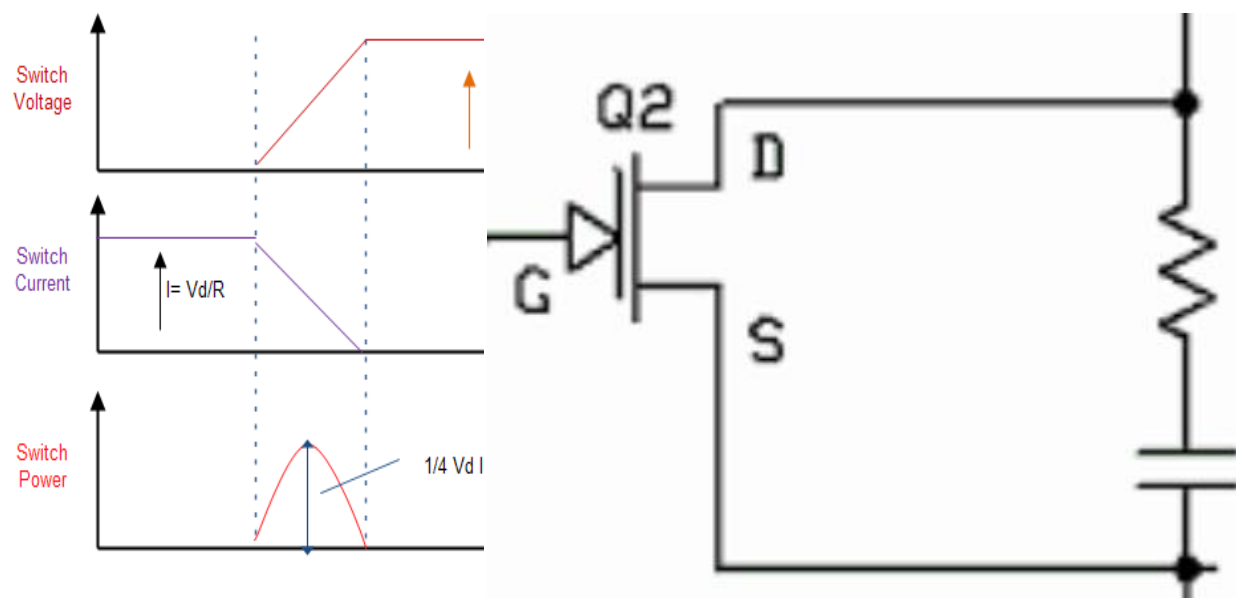 Switch
Voltage
Switch
Current
I= Vd/R
Switch
Power
1/4 Vd I
Q2
D
G
S